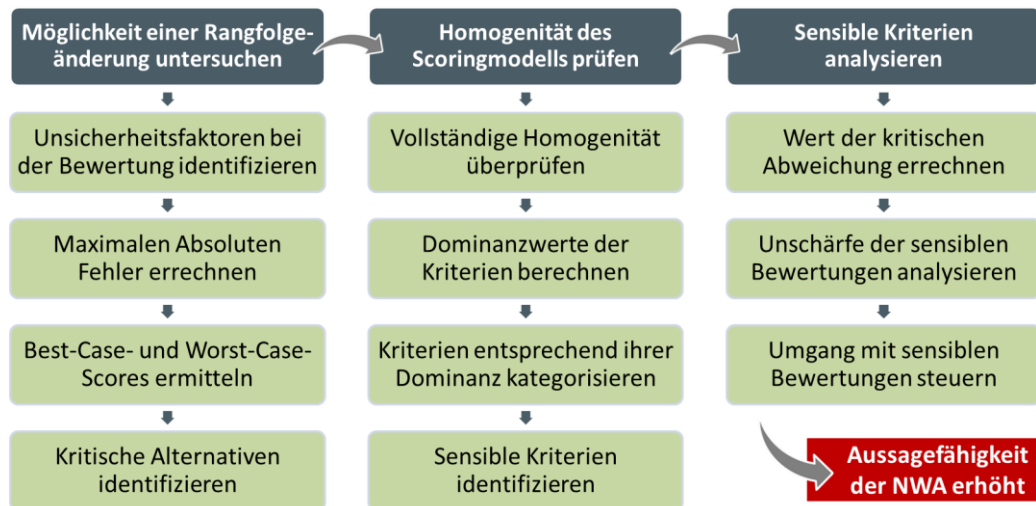 Möglichkeit einer Rangfolge-
änderung untersuchen
Unsicherheitsfaktoren bei
der Bewertung identifizieren
Maximalen Absoluten
Fehler errechnen
Best-Case- und Worst-Case-
Scores ermitteln
Kritische Alternativen
identifizieren
Homogenität des
Scoringmodells prüfen
Vollständige Homogenität
überprüfen
Dominanzwerte der
Kriterien berechnen
Kriterien entsprechend ihrer
Dominanz kategorisieren
Sensible Kriterien
identifizieren
Sensible Kriterien
analysieren
Wert der kritischen
Abweichung errechnen
Unschärfe der sensiblen
Bewertungen analysieren
Umgang mit sensiblen
Bewertungen steuern
Aussagefähigkeit
der NWA erhöht